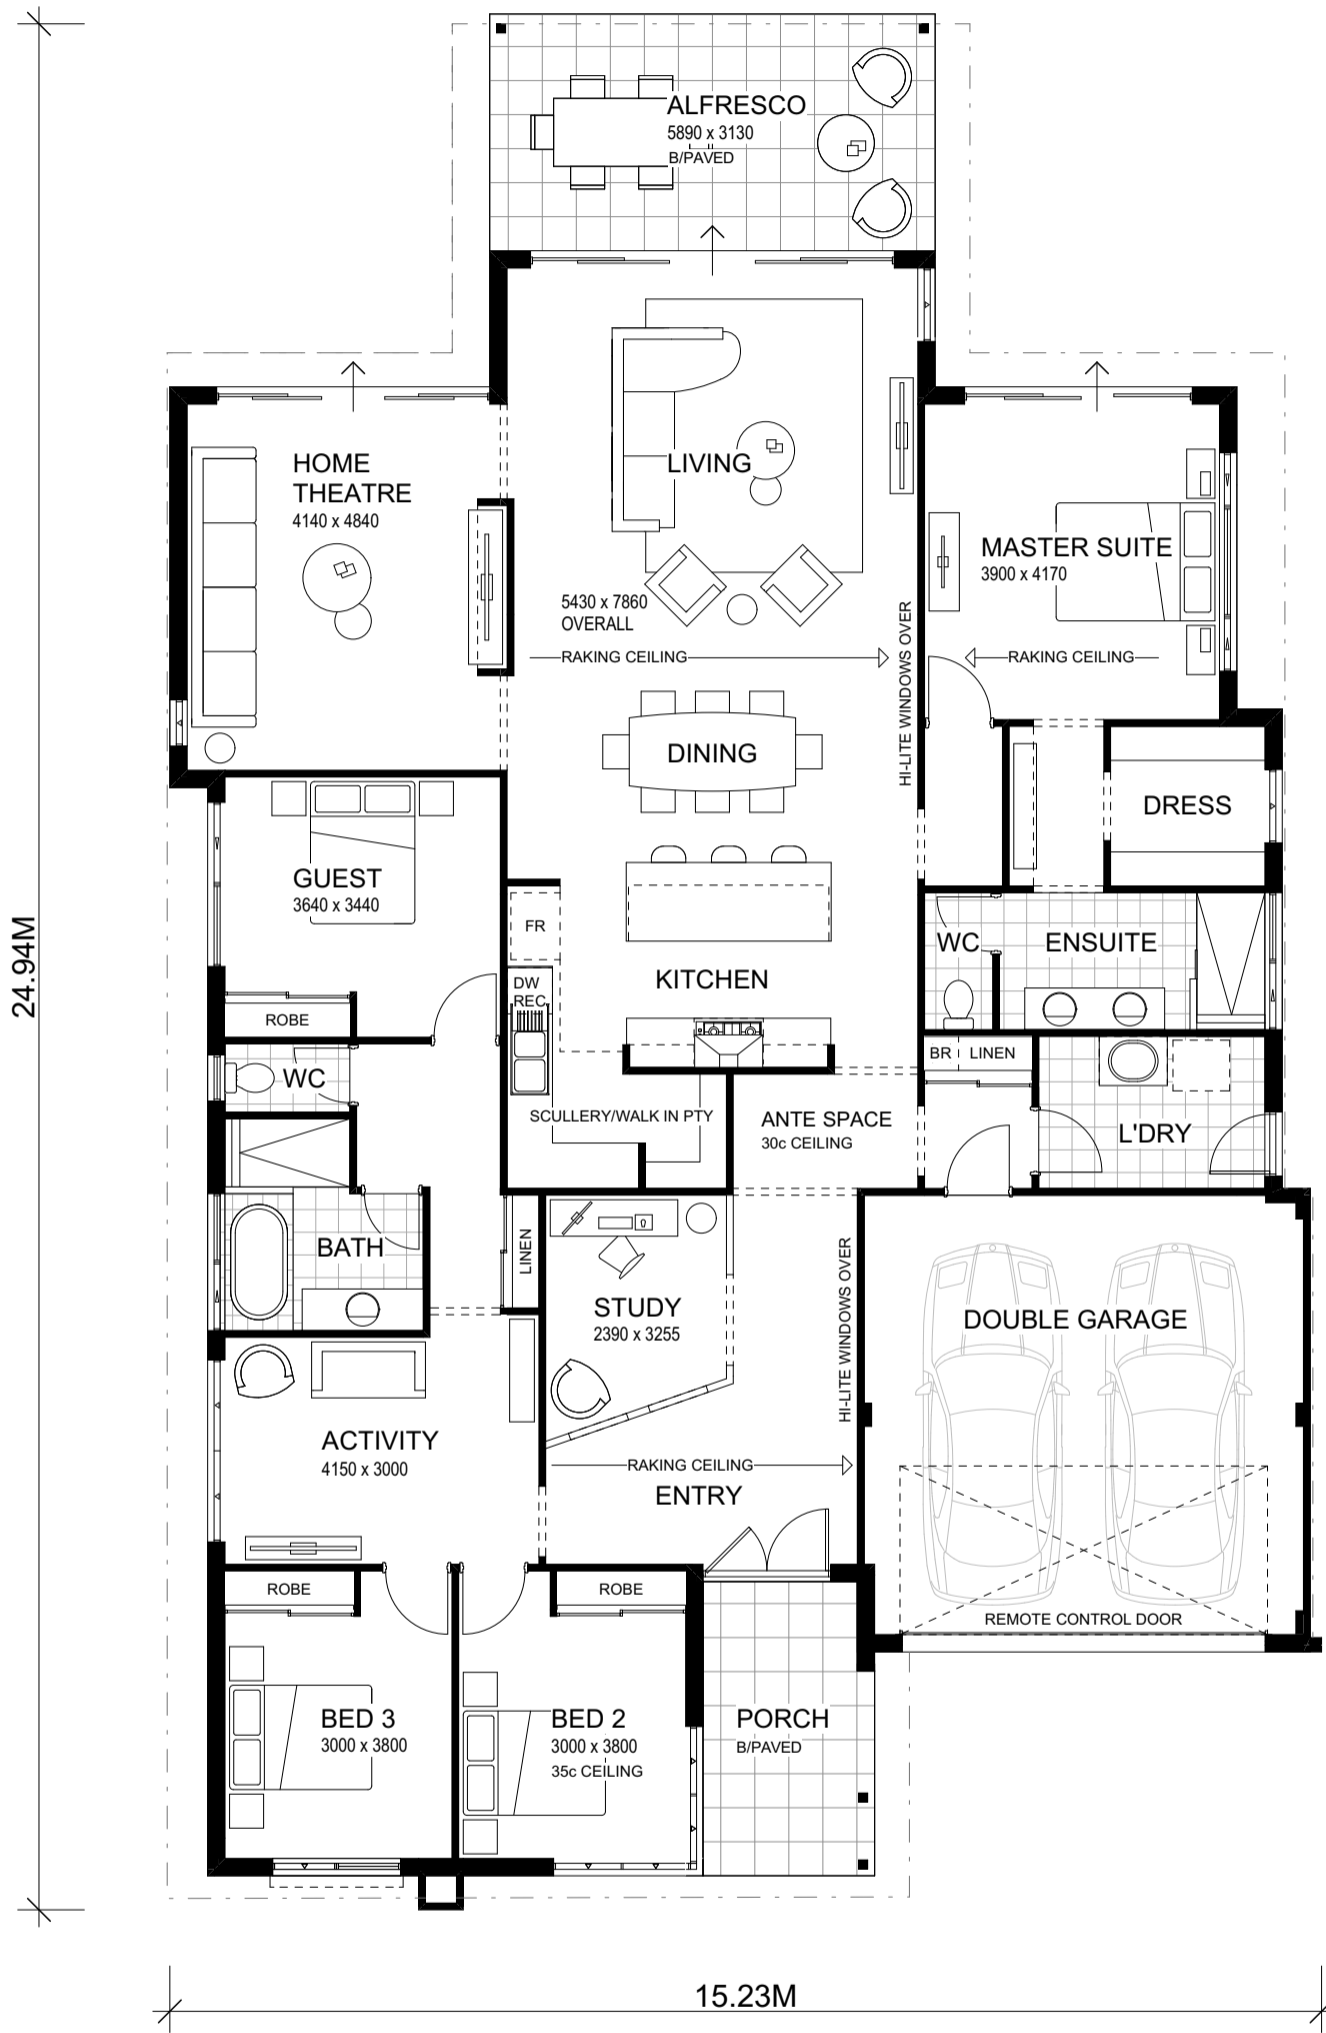 ALFRESCO
5890 x 3130
B/PAVED
HOME
THEATRE
4140 x 4840
LIVING
MASTER SUITE
3900 x 4170
5430 x 7860
OVERALL
RAKING CEILING
RAKING CEILING
HI-LITE WINDOWS OVER
DINING
DRESS
GUEST
3640 x 3440
FR
WC
ENSUITE
24.94M
KITCHEN
DW
REC
ROBE
WC
BR
LINEN
SCULLERY/WALK IN PTY
ANTE SPACE
30c CEILING
L'DRY
BATH
LINEN
STUDY
2390 x 3255
HI-LITE WINDOWS OVER
DOUBLE GARAGE
ACTIVITY
4150 x 3000
RAKING CEILING
ENTRY
ROBE
ROBE
REMOTE CONTROL DOOR
BED 3
3000 x 3800
BED 2
3000 x 3800
35c CEILING
PORCH
B/PAVED
15.23M